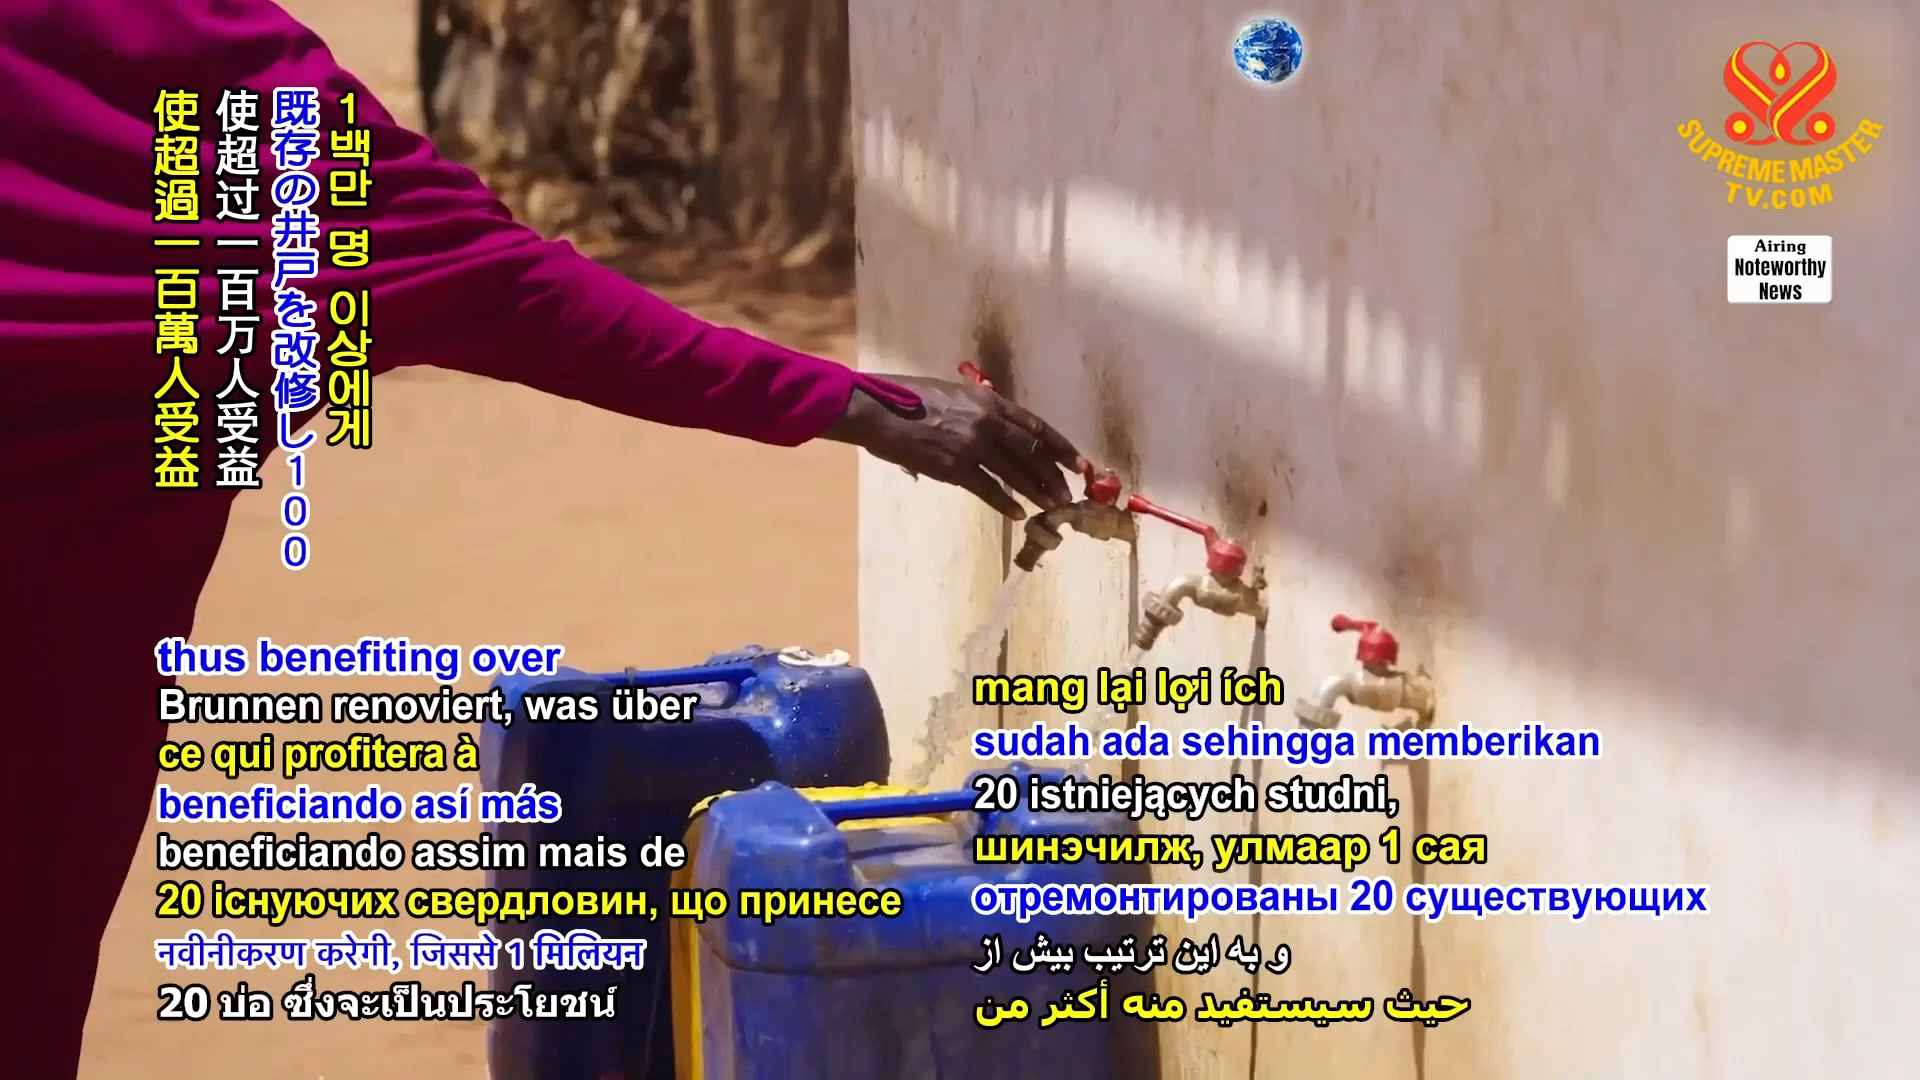 1백만 명 이상에게
既存の井戸を改修し100
使超过一百万人受益
使超過一百萬人受益
SUPREME MASTER
TV.COM
Airing
Noteworthy
News
thus benefiting over
Brunnen renoviert, was über
ce qui profitera à
beneficiando así más
beneficiando assim mais de
20 існуючих свердловин, що принесе
नवीनीकरण करेगी, जिससे 1 मिलियन
20 บ่อ ซึ่งจะเป็นประโยชน์
mang lại lợi ích
sudah ada sehingga memberikan
20 istniejących studni,
шинэчилж, улмаар 1 сая
отремонтированы 20 существующих
و به این ترتیب بیش از
حيث سيستفيد منه أكثر من